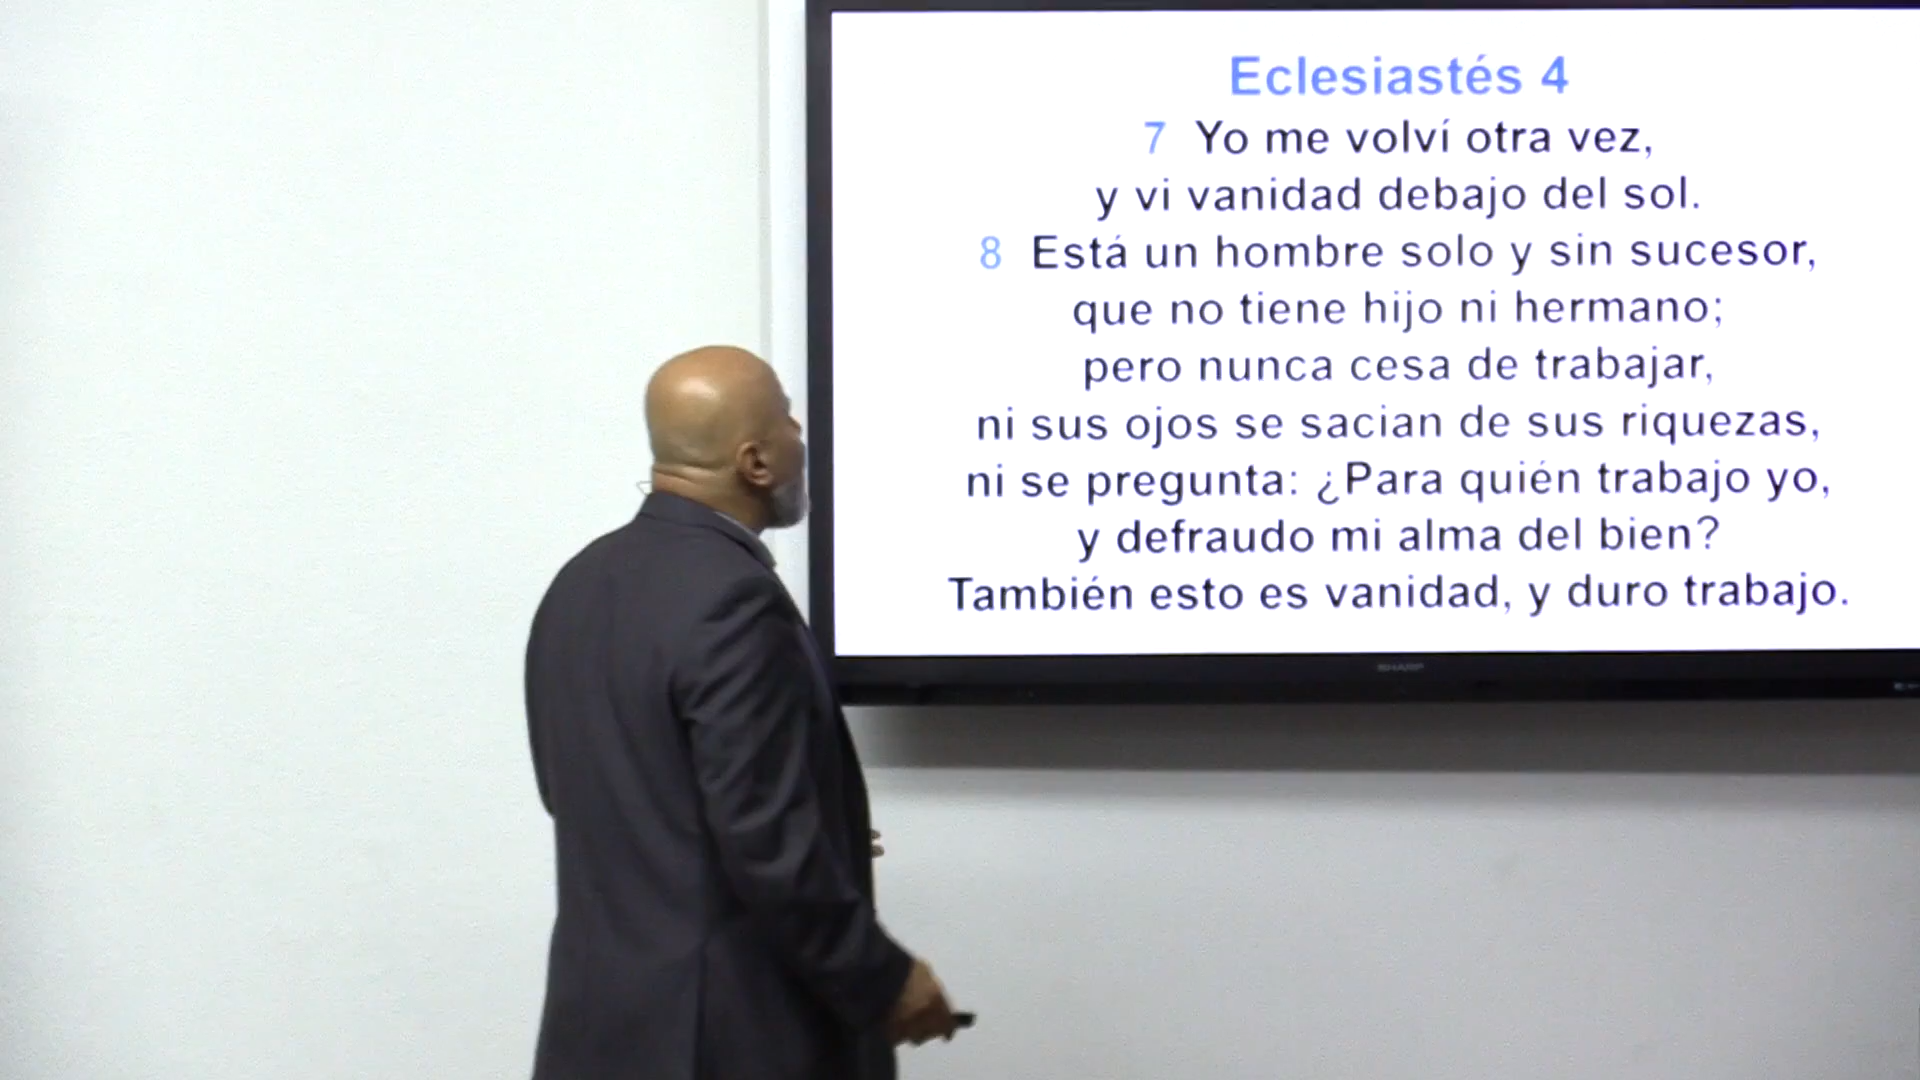 Eclesiastés 4
7 Yo me volví otra vez,
y vi vanidad debajo del sol.
8 Está un hombre solo y sin sucesor,
que no tiene hijo ni hermano;
pero nunca cesa de trabajar,
ni sus ojos se sacian de sus riquezas,
ni se pregunta: ¿Para quién trabajo yo,
y defraudo mi alma del bien?
También esto es vanidad, y duro trabajo.
SHARP